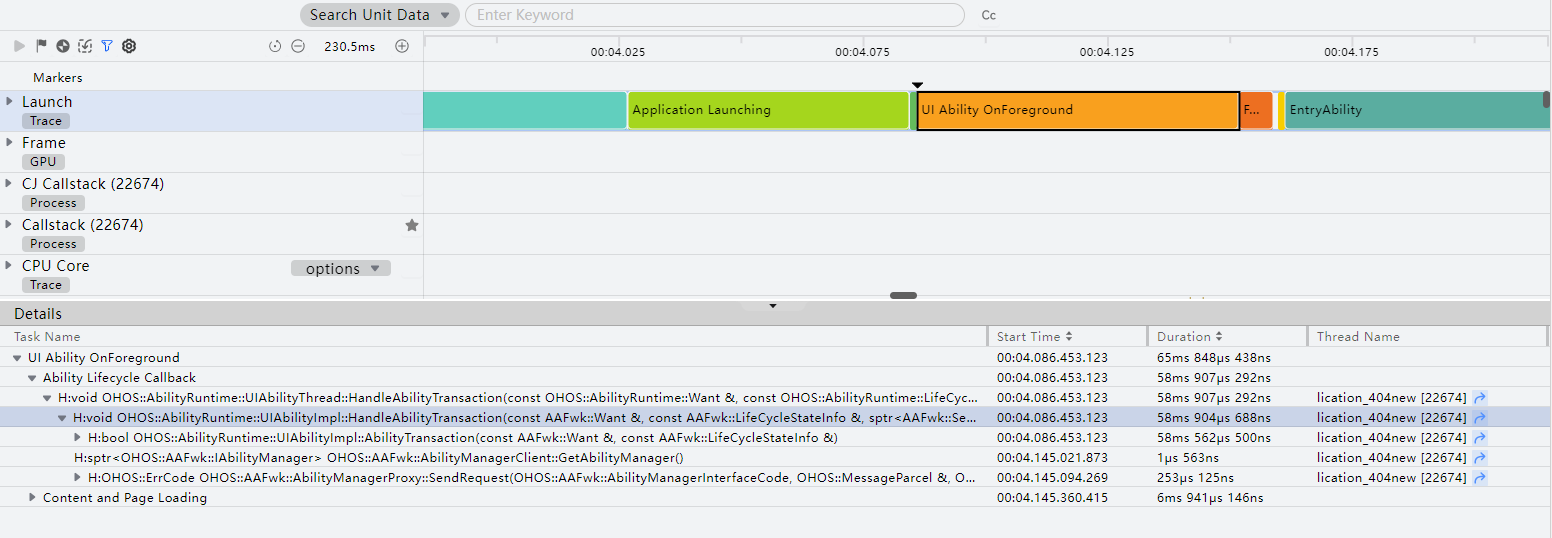 Search Unit Data Enter Keyword Cc
230.5ms 00:04.025 00:04.075 00:04.125 00:04.175
Markers
Launch
Trace
Application Launching UI Ability OnForeground F... EntryAbility
Frame
GPU
CJ Callstack (22674)
Process
Callstack (22674)
Process
CPU Core options
Trace
Details
Task Name Start Time Duration Thread Name
UI Ability OnForeground 00:04.086.453.123 65ms 848μs 438ns
Ability Lifecycle Callback 00:04.086.453.123 58ms 907μs 292ns
H:void OHOS::AbilityRuntime::UIAbilityThread::HandleAbilityTransaction(const OHOS::AbilityRuntime::Want &, const OHOS::AbilityRuntime::LifeCyc... 00:04.086.453.123 58ms 907μs 292ns lication_404new [22674]
H:void OHOS::AbilityRuntime::UIAbilityImpl::HandleAbilityTransaction(const AAFwk::Want &, const AAFwk::LifeCycleStateInfo &, sptr<AAFwk::Se... 00:04.086.453.123 58ms 904μs 688ns lication_404new [22674]
H:bool OHOS::AbilityRuntime::UIAbilityImpl::AbilityTransaction(const AAFwk::Want &, const AAFwk::LifeCycleStateInfo &) 00:04.086.453.123 58ms 562μs 500ns lication_404new [22674]
H:sptr<OHOS::AAFwk::IAbilityManager> OHOS::AAFwk::AbilityManagerClient::GetAbilityManager() 00:04.145.021.873 1μs 563ns lication_404new [22674]
H:OHOS::ErrCode OHOS::AAFwk::AbilityManagerProxy::SendRequest(OHOS::AAFwk::AbilityManagerInterfaceCode, OHOS::MessageParcel &, O... 00:04.145.094.269 253μs 125ns lication_404new [22674]
Content and Page Loading 00:04.145.360.415 6ms 941μs 146ns